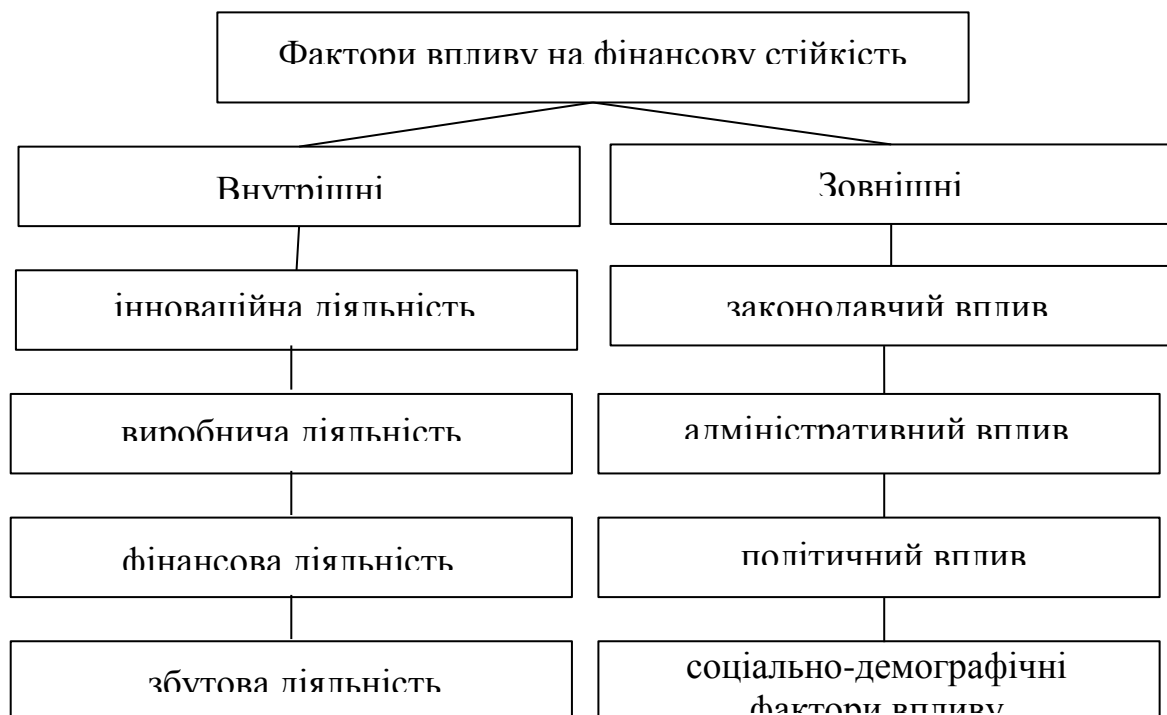 Фактори впливу на фінансову стійкість
Внутрішні
Зовнішні
інноваційна діяльність
законодавчий вплив
виробнича діяльність
адміністративний вплив
фінансова діяльність
політичний вплив
збутова діяльність
соціально-демографічні
фактори впливу